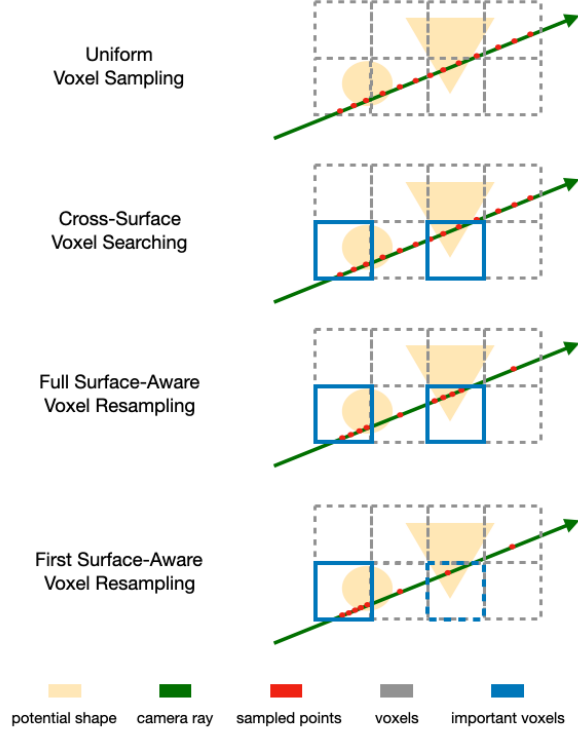 Uniform
Voxel Sampling
Cross-Surface
Voxel Searching
Full Surface-Aware
Voxel Resampling
First Surface-Aware
Voxel Resampling
potential shape
camera ray
sampled points
voxels
important voxels